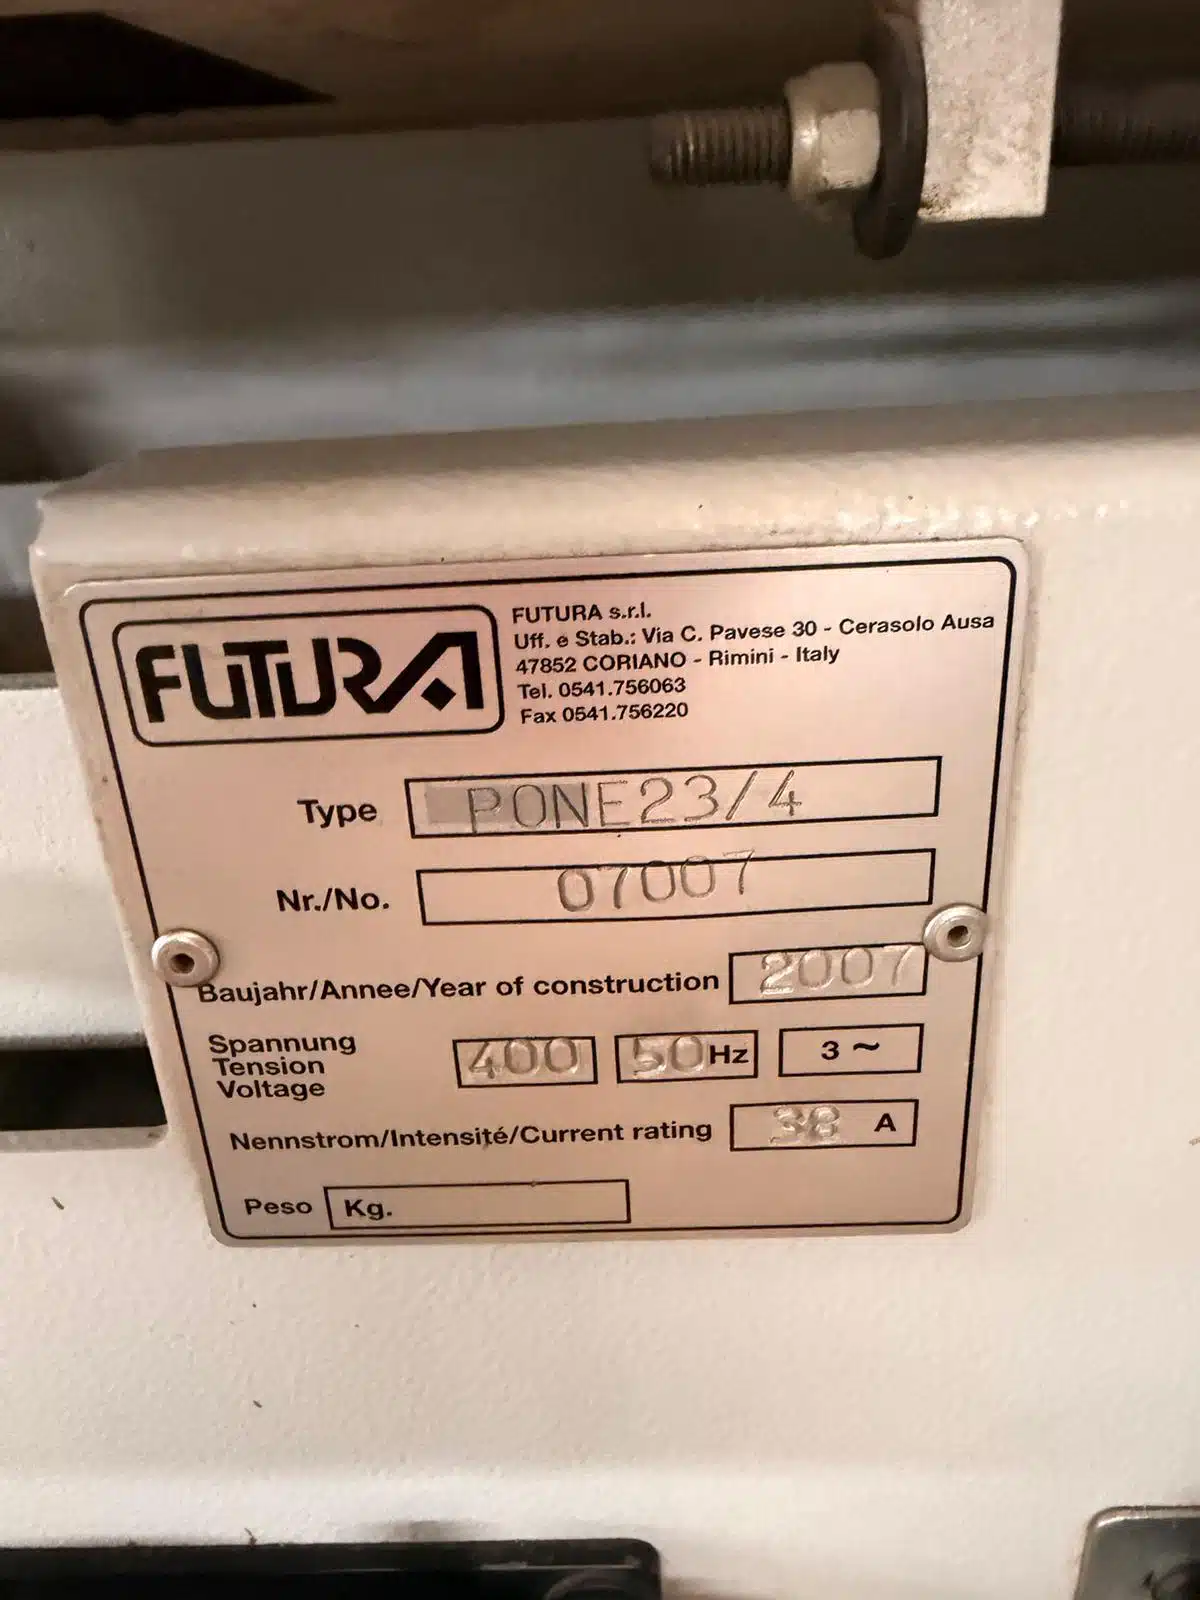 FUTURA
FUTURA s.r.l.
Uff. e Stab.: Via C. Pavese 30 - Cerasolo Ausa
47852 CORIANO - Rimini - Italy
Tel. 0541.756063
Fax 0541.756220
Type PONE23/4
Nr./No. 07007
Baujahr/Annee/Year of construction 2007
Spannung
Tension
Voltage
400 50Hz 3 ~
Nennstrom/Intensité/Current rating 38 A
Peso Kg.